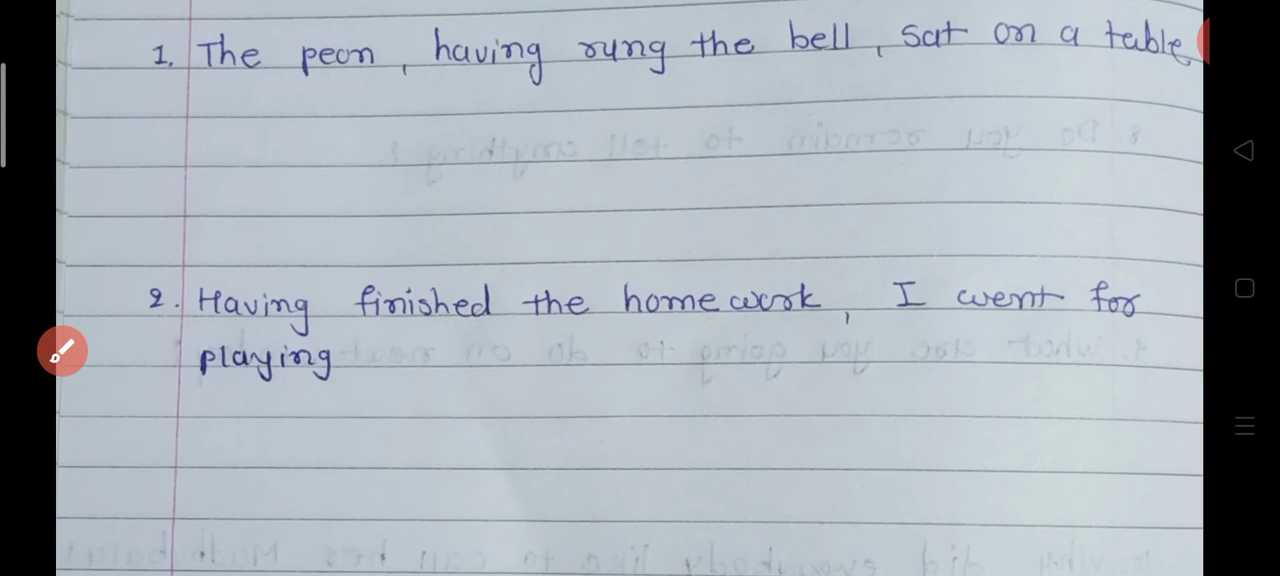 1. The peon, having rung the bell, sat on a table
2. Having finished the homework, I went for
playing